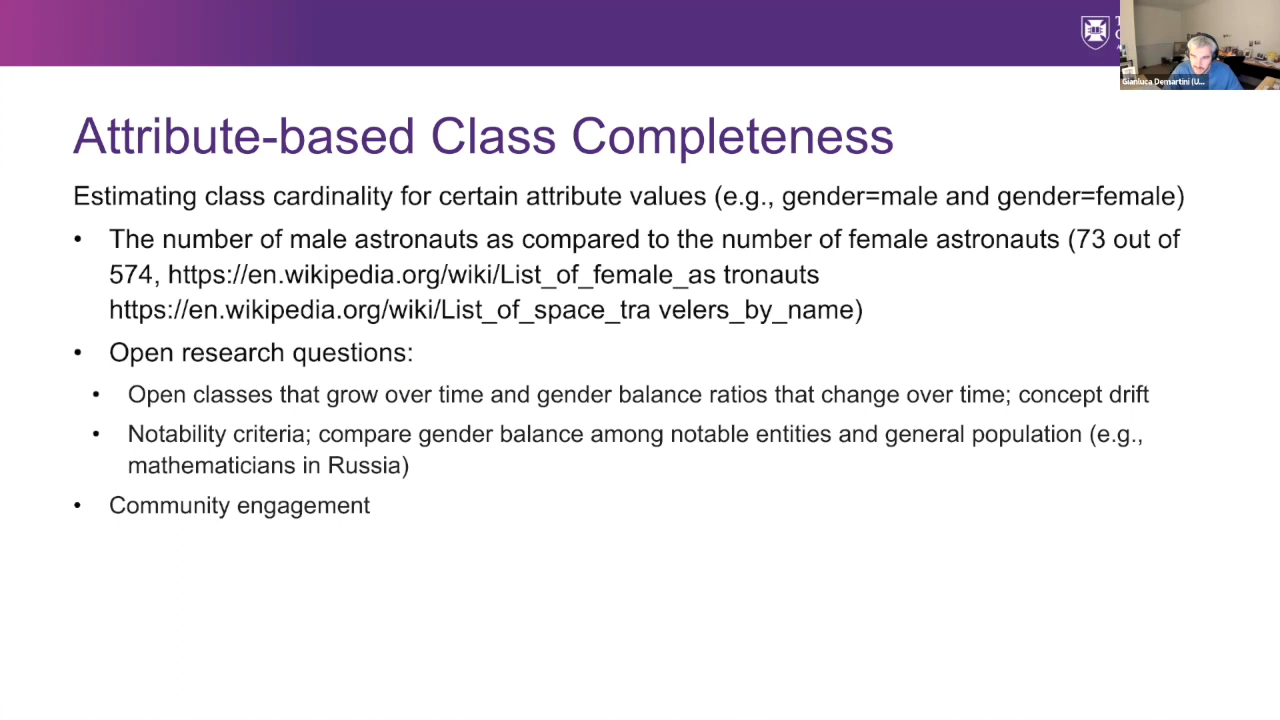 Gianluca Demartini (U...
Attribute-based Class Completeness
Estimating class cardinality for certain attribute values (e.g., gender=male and gender=female)
• The number of male astronauts as compared to the number of female astronauts (73 out of
574, https://en.wikipedia.org/wiki/List_of_female_as tronauts
https://en.wikipedia.org/wiki/List_of_space_tra velers_by_name)
• Open research questions:
• Open classes that grow over time and gender balance ratios that change over time; concept drift
• Notability criteria; compare gender balance among notable entities and general population (e.g.,
mathematicians in Russia)
• Community engagement